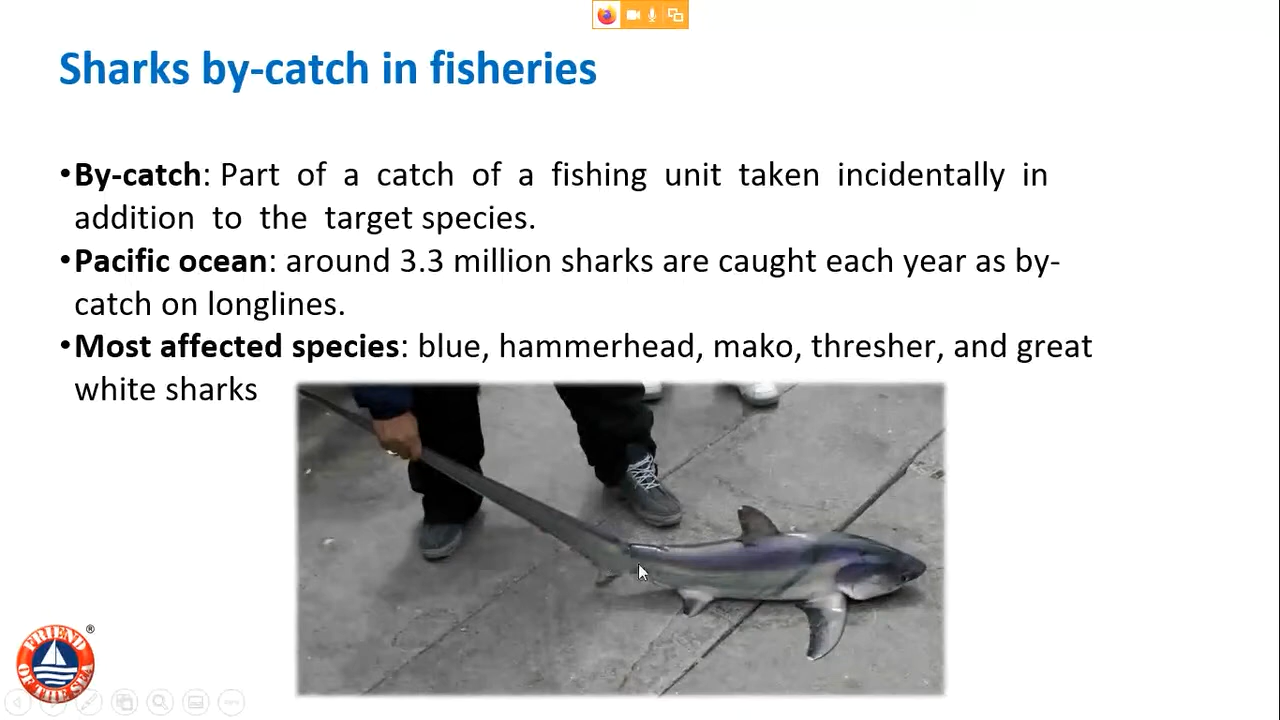 Sharks by-catch in fisheries
•By-catch: Part of a catch of a fishing unit taken incidentally in
addition to the target species.
•Pacific ocean: around 3.3 million sharks are caught each year as by-
catch on longlines.
•Most affected species: blue, hammerhead, mako, thresher, and great
white sharks
FRIEND
OF THE SEA
®